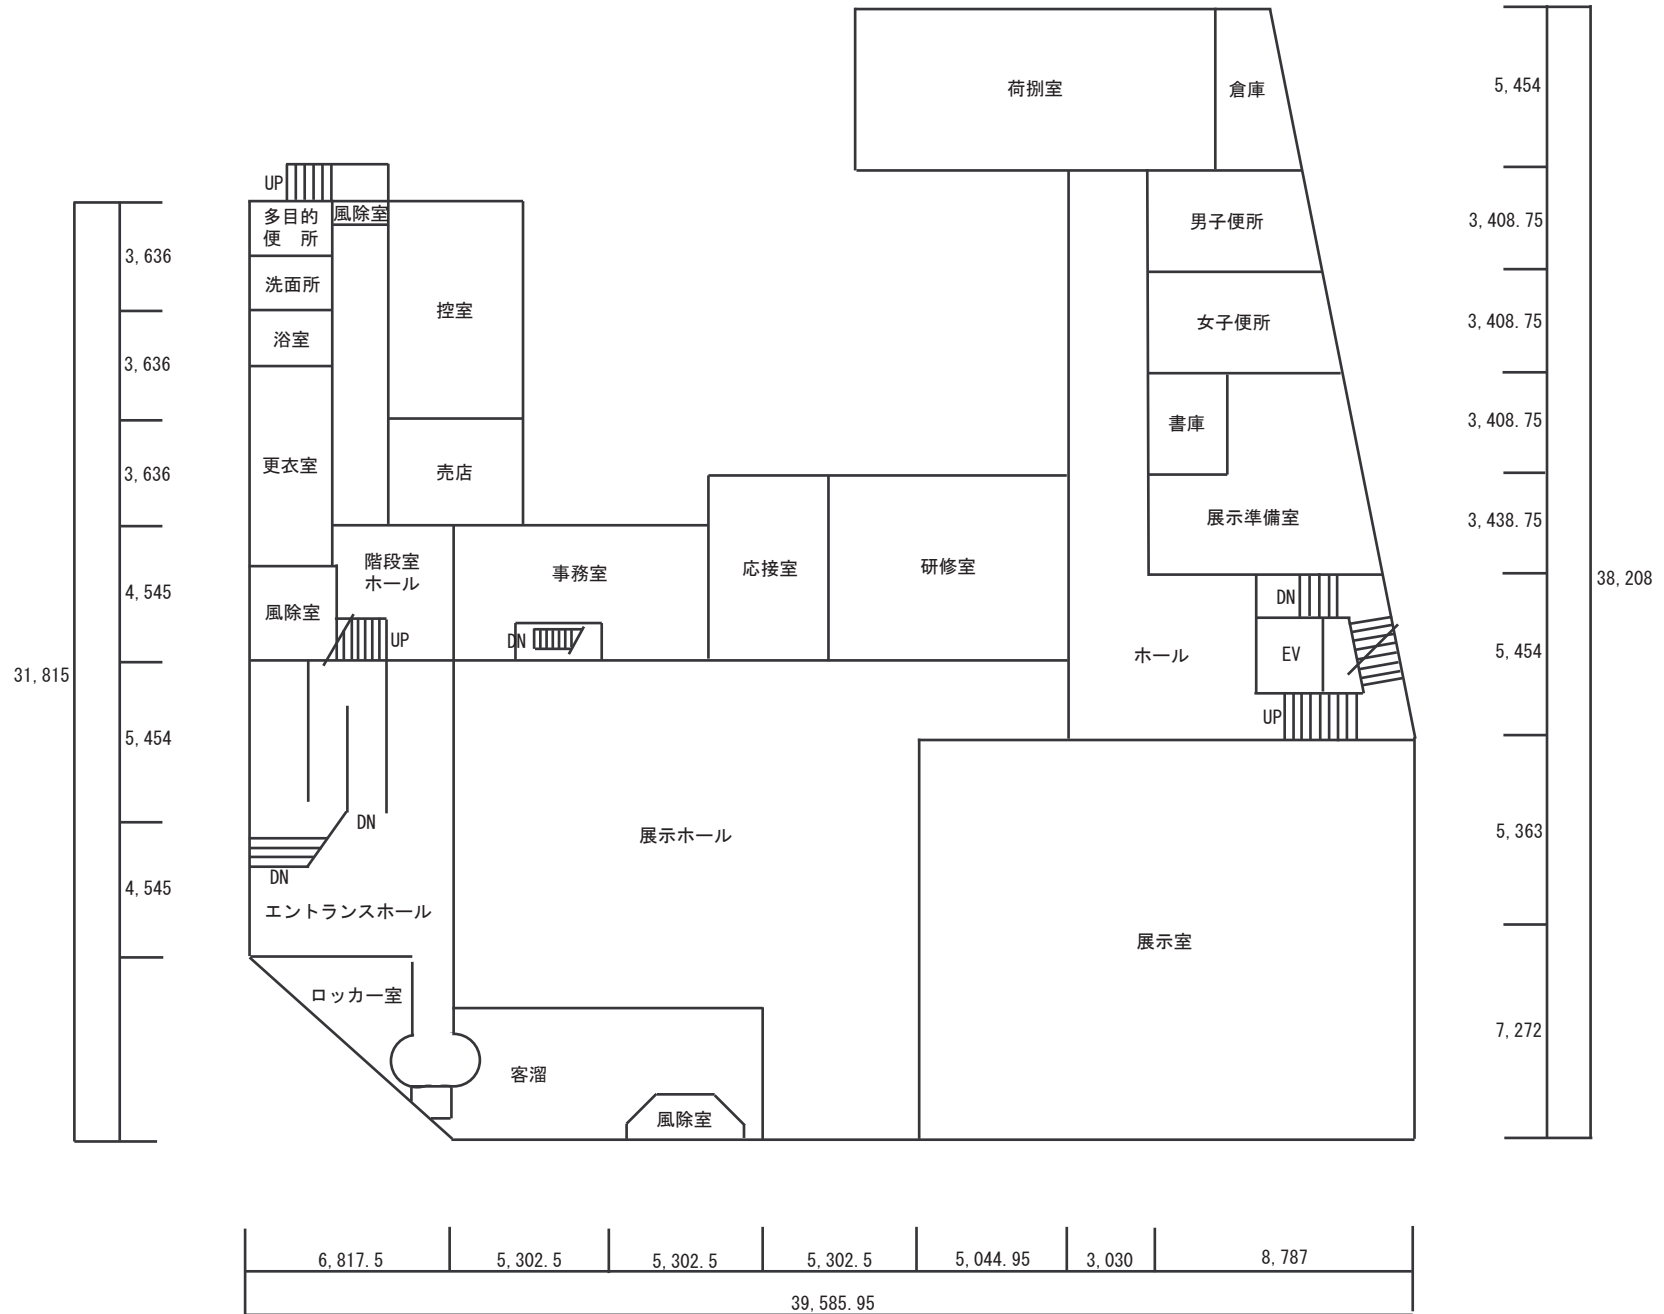 荷捌室
倉庫
5,454
UP
多目的
便　所
風除室
男子便所
3,408.75
3,636
洗面所
控室
女子便所
3,408.75
浴室
3,636
書庫
3,408.75
更衣室
売店
3,636
展示準備室
3,438.75
階段室
ホール
事務室
応接室
研修室
38,208
4,545
風除室
DN
UP
DN
ホール
EV
5,454
31,815
UP
5,454
DN
展示ホール
5,363
DN
4,545
エントランスホール
展示室
ロッカー室
7,272
客溜
風除室
6,817.5
5,302.5
5,302.5
5,302.5
5,044.95
3,030
8,787
39,585.95